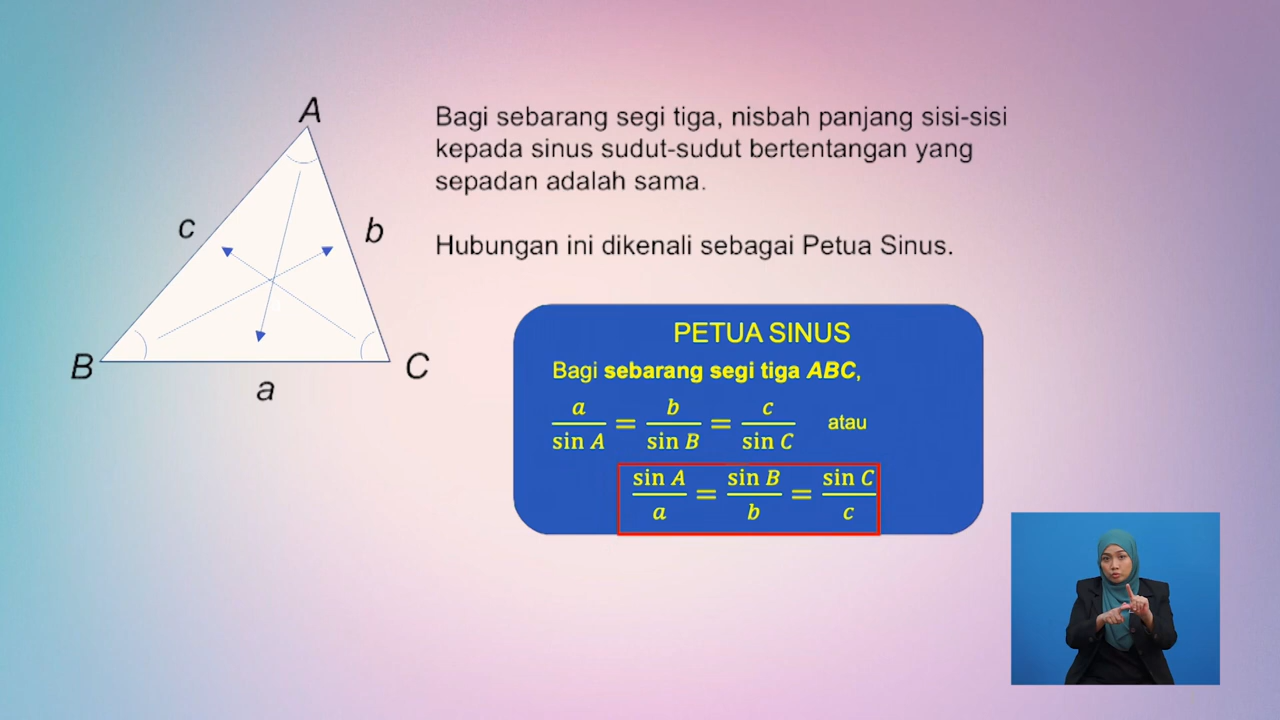 A
c
b
B
C
a
Bagi sebarang segi tiga, nisbah panjang sisi-sisi
kepada sinus sudut-sudut bertentangan yang
sepadan adalah sama.
Hubungan ini dikenali sebagai Petua Sinus.
PETUA SINUS
Bagi sebarang segi tiga ABC,
a/sin A = b/sin B = c/sin C atau
sin A/a = sin B/b = sin C/c